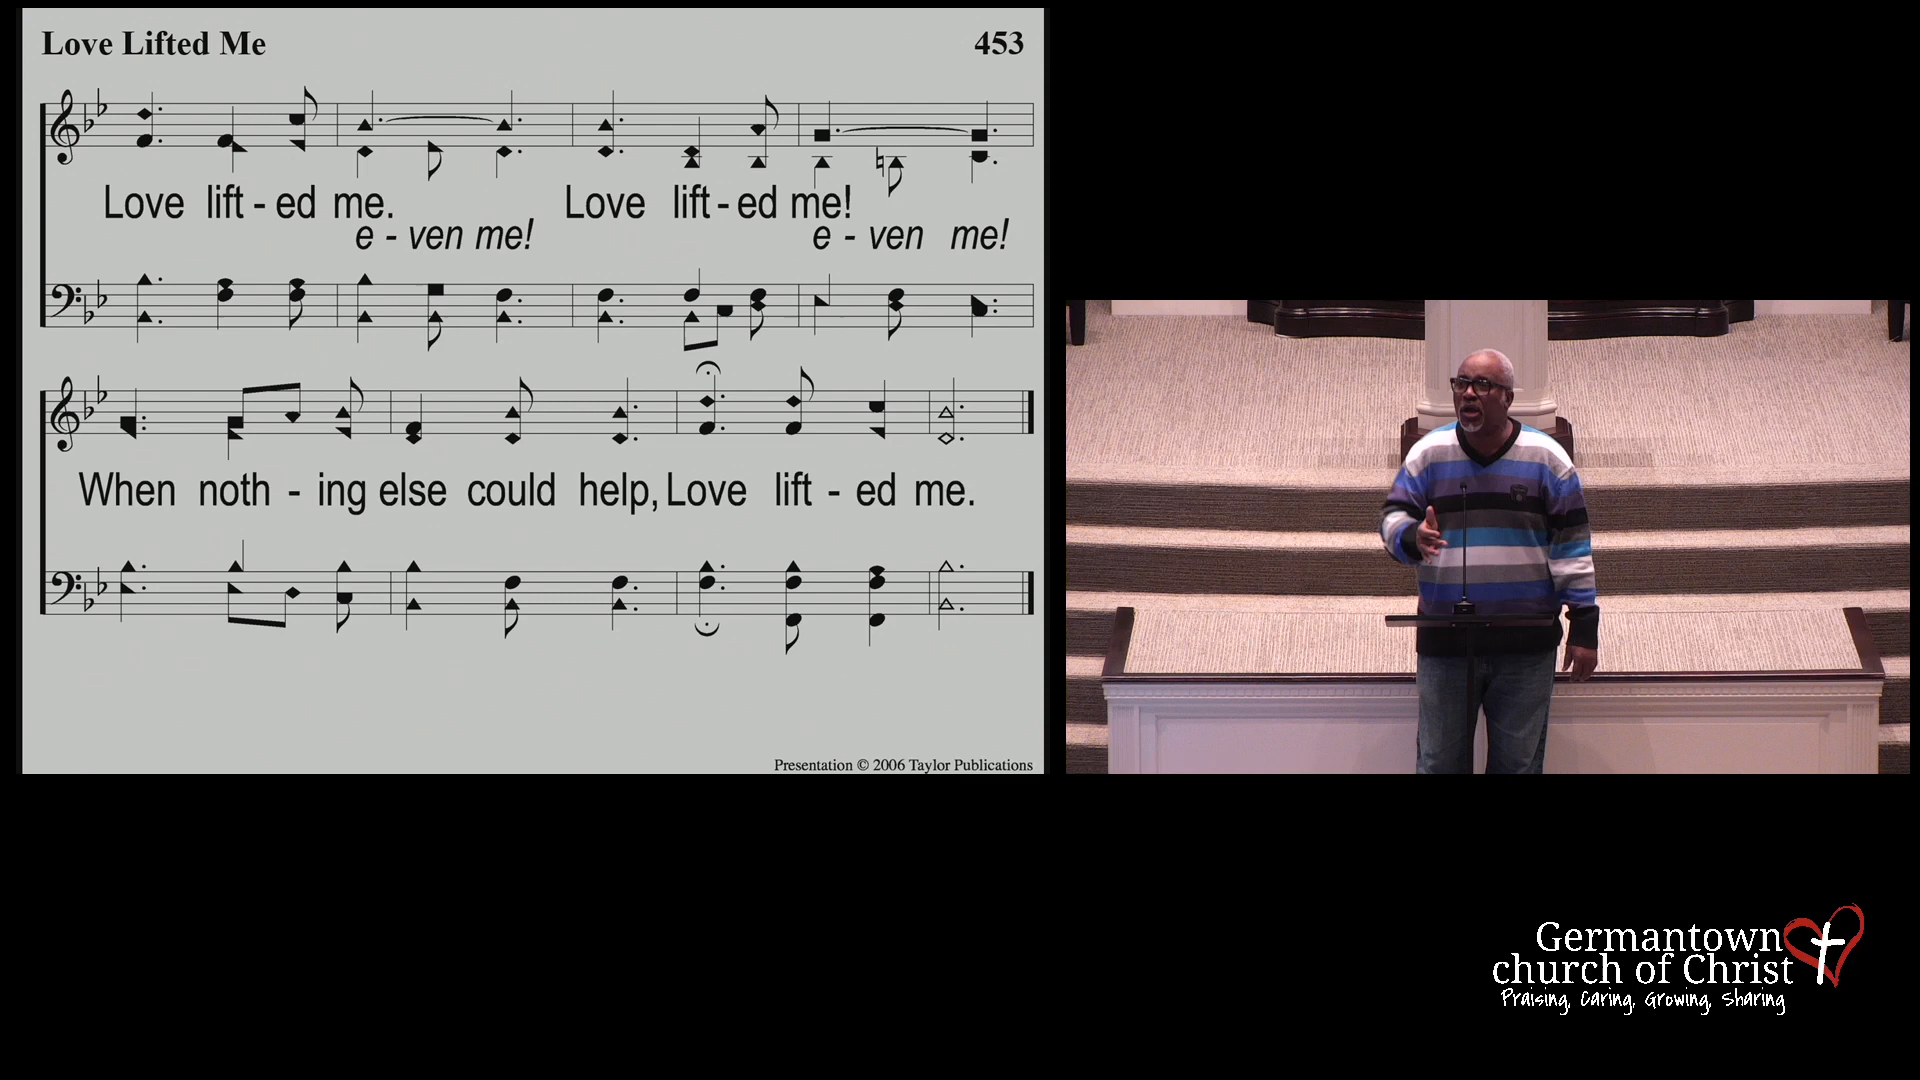 Love Lifted Me 453
Love lift - ed me. Love lift - ed me!
e - ven me! e - ven me!
When noth - ing else could help, Love lift - ed me.
Presentation © 2006 Taylor Publications
Germantown
church of Christ
Praising, Caring, Growing, Sharing